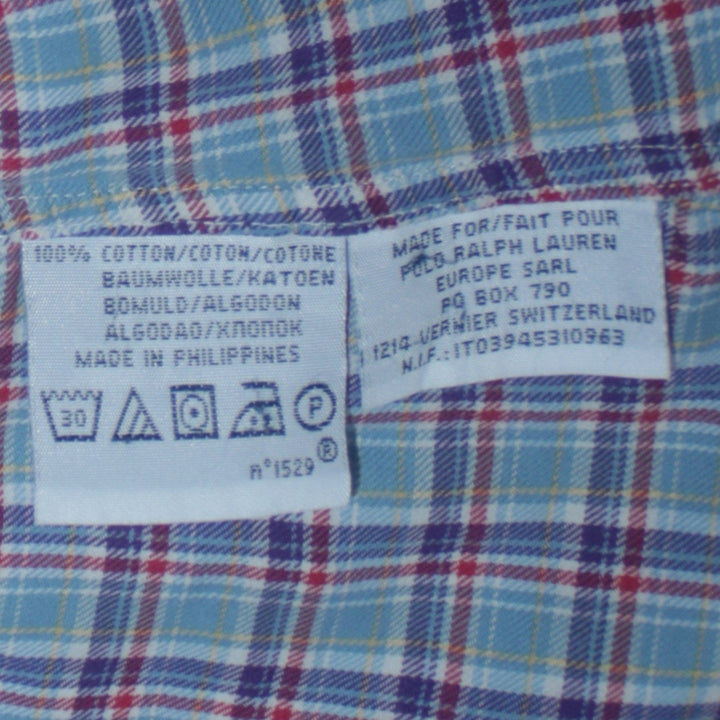 100% COTTON/COTON/COTONE
BAUMWOLLE/KATOEN
BOMULD/ALGODON
ALGODAO/ХПОПОК
MADE IN PHILIPPINES
30 P
n°1529 ®
MADE FOR/FAIT POUR
POLO RALPH LAUREN
EUROPE SARL
PO BOX 790
1214-VERNIER SWITZERLAND
N.I.F.:IT03945310963